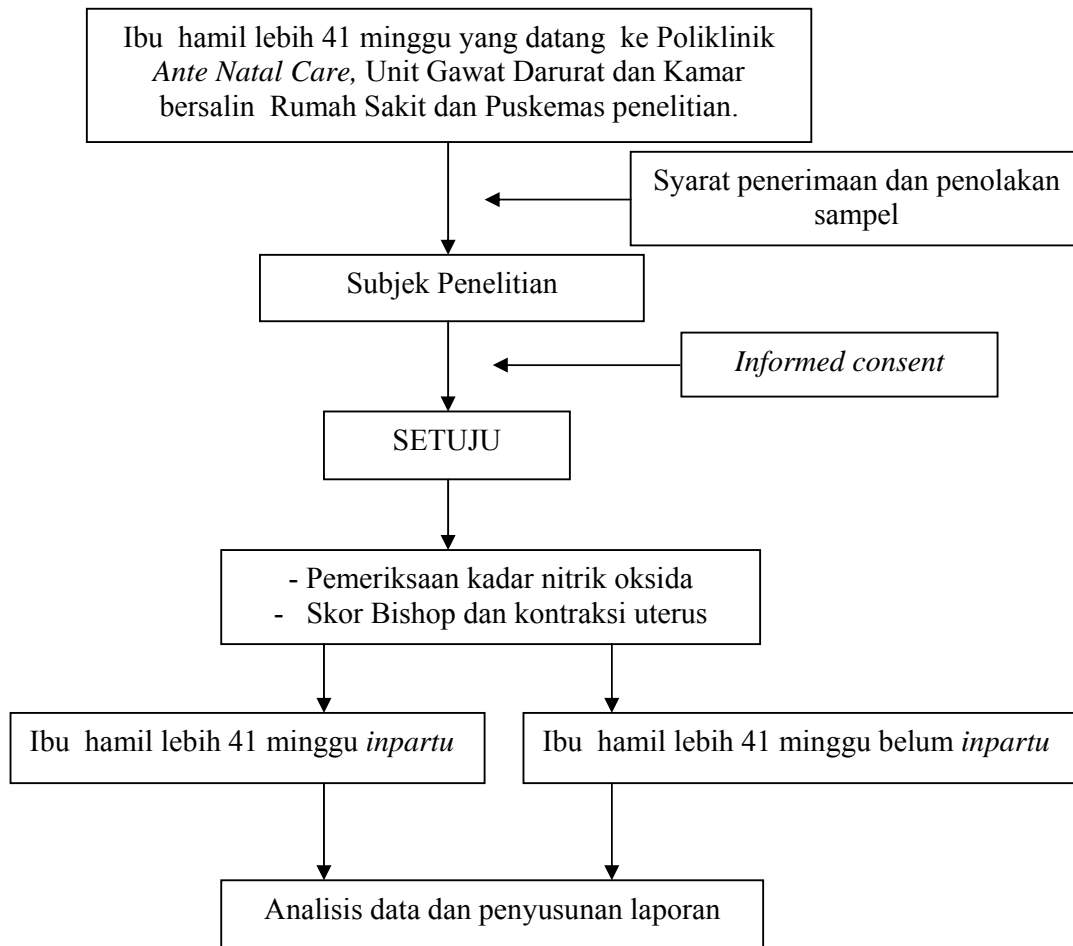 Ibu hamil lebih 41 minggu yang datang ke Poliklinik
Ante Natal Care, Unit Gawat Darurat dan Kamar
bersalin Rumah Sakit dan Puskemas penelitian.
Syarat penerimaan dan penolakan
sampel
Subjek Penelitian
Informed consent
SETUJU
- Pemeriksaan kadar nitrik oksida
- Skor Bishop dan kontraksi uterus
Ibu hamil lebih 41 minggu inpartu
Ibu hamil lebih 41 minggu belum inpartu
Analisis data dan penyusunan laporan